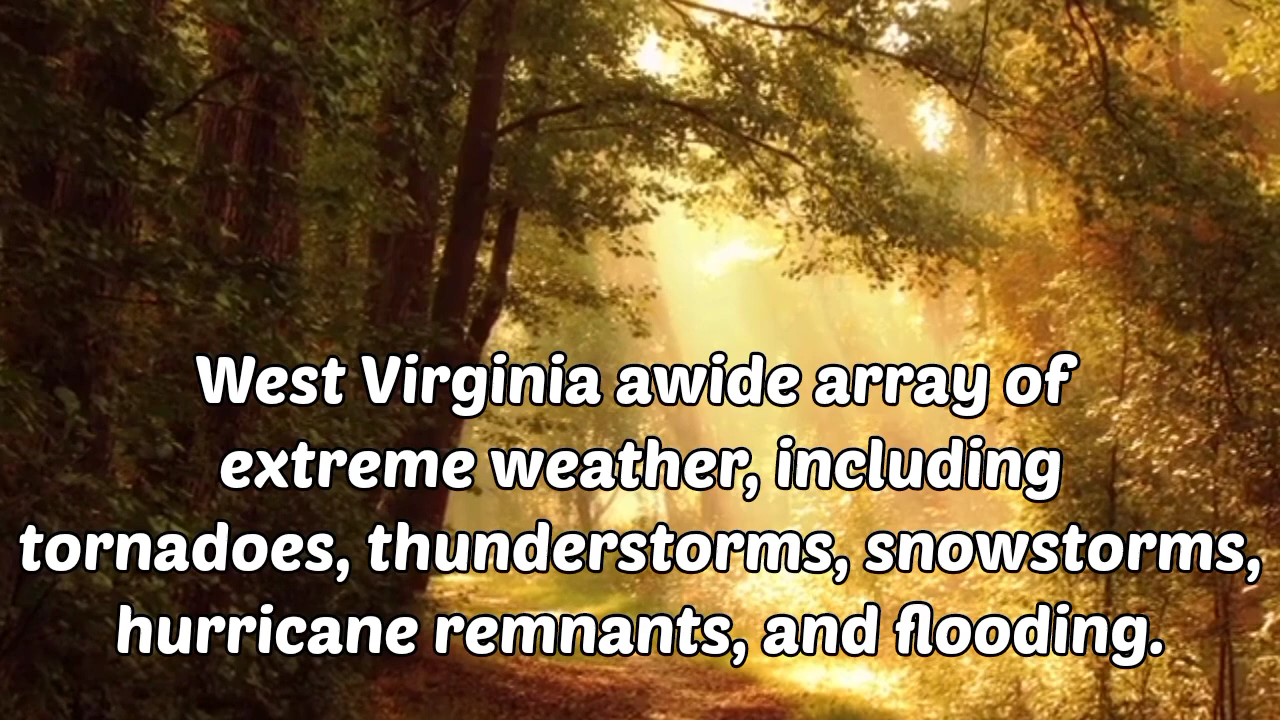 West Virginia awide array of
extreme weather, including
tornadoes, thunderstorms, snowstorms,
hurricane remnants, and flooding.